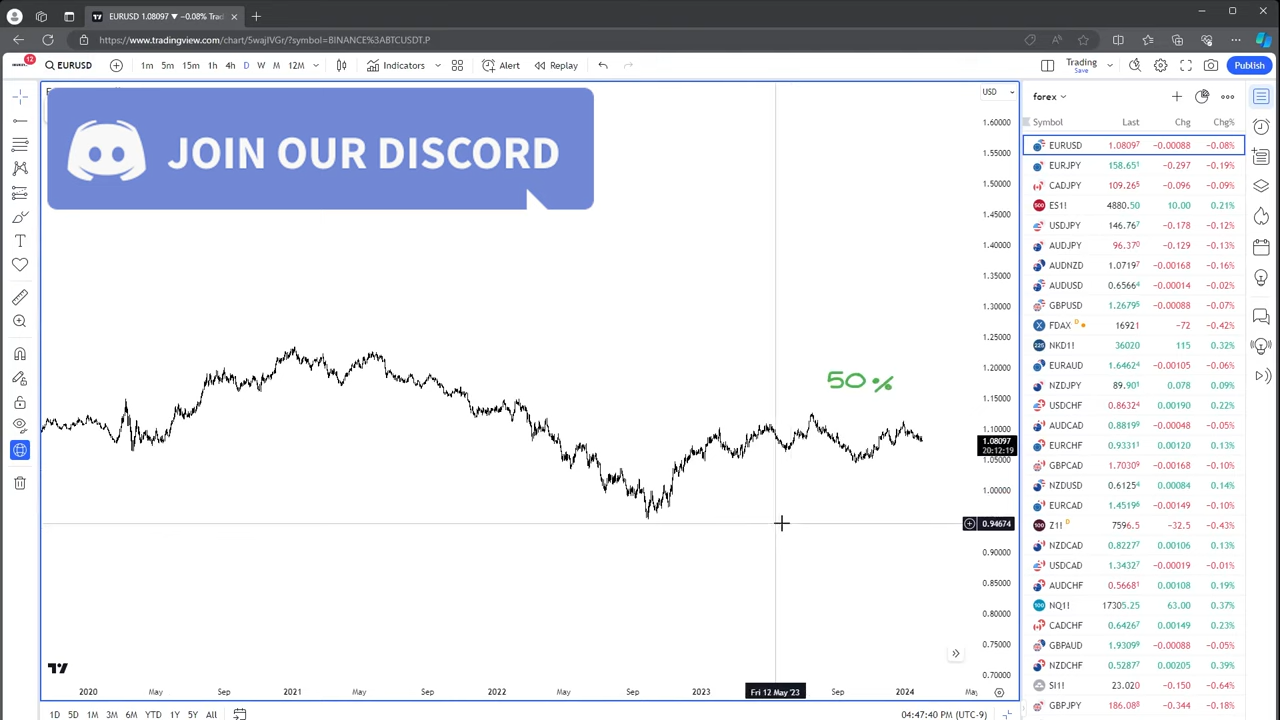 EURUSD 1.08097 ▼ −0.08% Trad
https://www.tradingview.com/chart/5wajIVGr/?symbol=BINANCE%3ABTCUSDT.P
12
EURUSD
1m 5m 15m 1h 4h D W M 12M
Indicators
Alert
Replay
Trading
Save
Publish
JOIN OUR DISCORD
USD
1.60000
1.55000
1.50000
1.45000
1.40000
1.35000
1.30000
1.25000
1.20000
1.15000
1.10000
1.08097
20:12:19
1.05000
1.00000
0.94674
0.90000
0.85000
0.80000
0.75000
0.70000
50%
2020 May Sep 2021 May Sep 2022 May Sep 2023 Fri 12 May '23 Sep 2024 May
1D 5D 1M 3M 6M YTD 1Y 5Y All
04:47:40 PM (UTC-9)
forex
Symbol Last Chg Chg%
EURUSD 1.08097 −0.00088 −0.08%
EURJPY 158.651 −0.297 −0.19%
CADJPY 109.265 −0.096 −0.09%
ES1! 4880.50 10.00 0.21%
USDJPY 146.767 −0.178 −0.12%
AUDJPY 96.370 −0.129 −0.13%
AUDNZD 1.07197 −0.00168 −0.16%
AUDUSD 0.65664 −0.00014 −0.02%
GBPUSD 1.26795 −0.00088 −0.07%
FDAX D 16921 −72 −0.42%
NKD1! 36020 115 0.32%
EURAUD 1.64624 −0.00105 −0.06%
NZDJPY 89.901 0.078 0.09%
USDCHF 0.86324 0.00190 0.22%
AUDCAD 0.88199 −0.00048 −0.05%
EURCHF 0.93311 0.00120 0.13%
GBPCAD 1.70309 −0.00168 −0.10%
NZDUSD 0.61254 0.00084 0.14%
EURCAD 1.45196 −0.00149 −0.10%
Z1! D 7596.5 −32.5 −0.43%
NZDCAD 0.82277 0.00106 0.13%
USDCAD 1.34327 −0.00019 −0.01%
AUDCHF 0.56681 0.00108 0.19%
NQ1! 17305.25 63.00 0.37%
CADCHF 0.64267 0.00149 0.23%
GBPAUD 1.93099 −0.00088 −0.05%
NZDCHF 0.52877 0.00205 0.39%
SI1! 23.020 −0.150 −0.64%
GBPJPY 186.088 −0.344 −0.18%